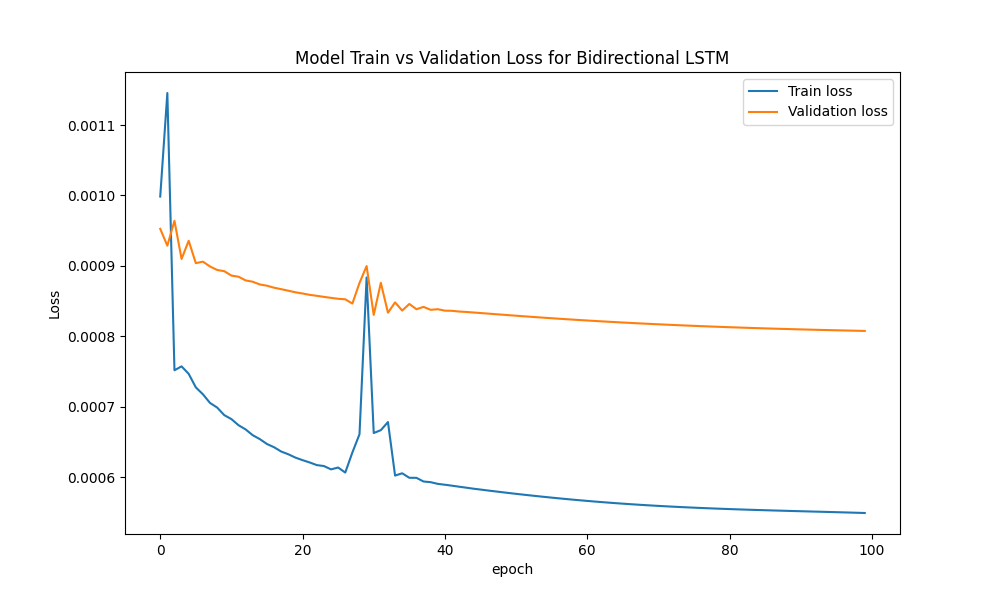 Model Train vs Validation Loss for Bidirectional LSTM
Train loss
Validation loss
0.0011
0.0010
0.0009
0.0008
0.0007
0.0006
Loss
0 20 40 60 80 100
epoch